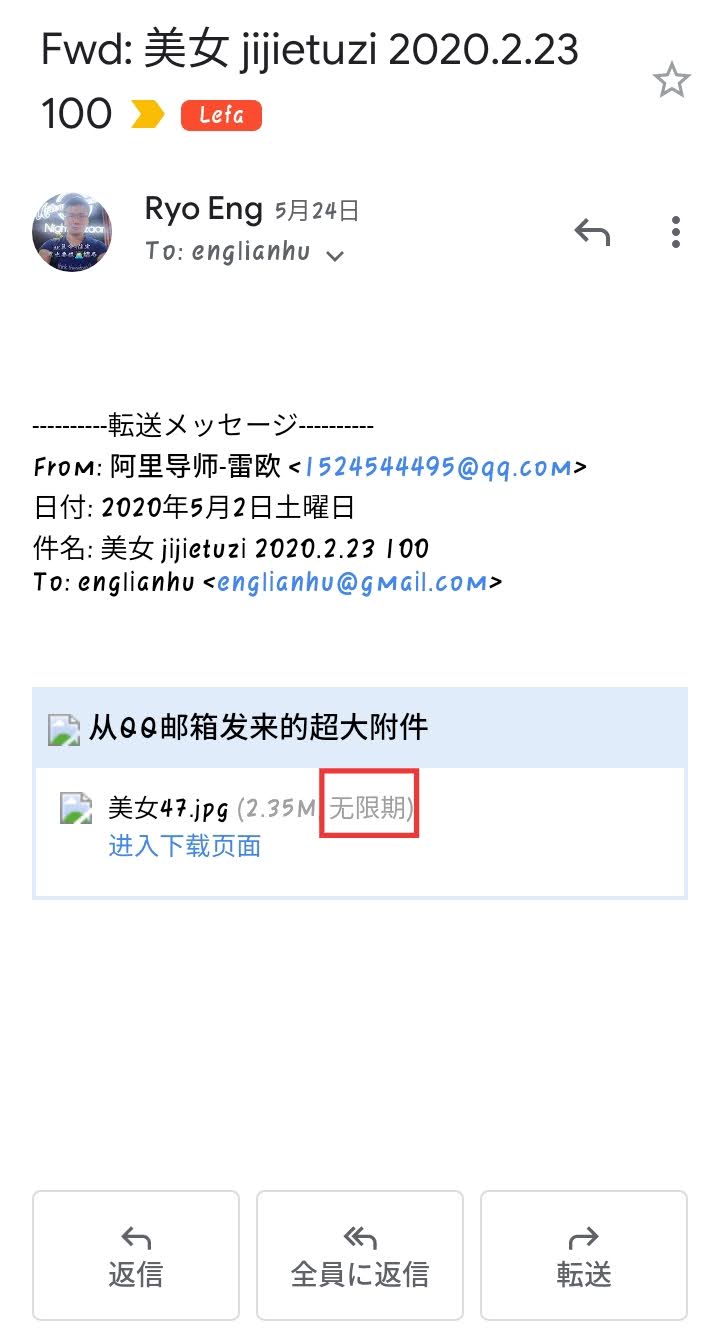 Fwd: 美女 jijietuzi 2020.2.23
100 Lefa
Ryo Eng 5月24日
To: englianhu
----------転送メッセージ----------
From: 阿里导师-雷欧 <1524544495@qq.com>
日付: 2020年5月2日土曜日
件名: 美女 jijietuzi 2020.2.23 100
To: englianhu <englianhu@gmail.com>
从QQ邮箱发来的超大附件
美女47.jpg (2.35M 无限期)
进入下载页面
返信
全員に返信
転送